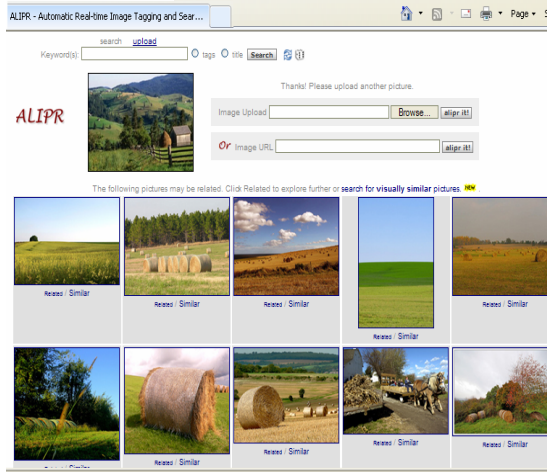 ALIPR - Automatic Real-time Image Tagging and Sear...
Page
search upload
Keyword(s): tags title Search
Thanks! Please upload another picture.
ALIPR
Image Upload Browse... alipr it!
Or Image URL alipr it!
The following pictures may be related. Click Related to explore further or search for visually similar pictures. NEW .
Related / Similar
Related / Similar
Related / Similar
Related / Similar
Related / Similar
Related / Similar
Related / Similar
Related / Similar
Related / Similar
Related / Similar